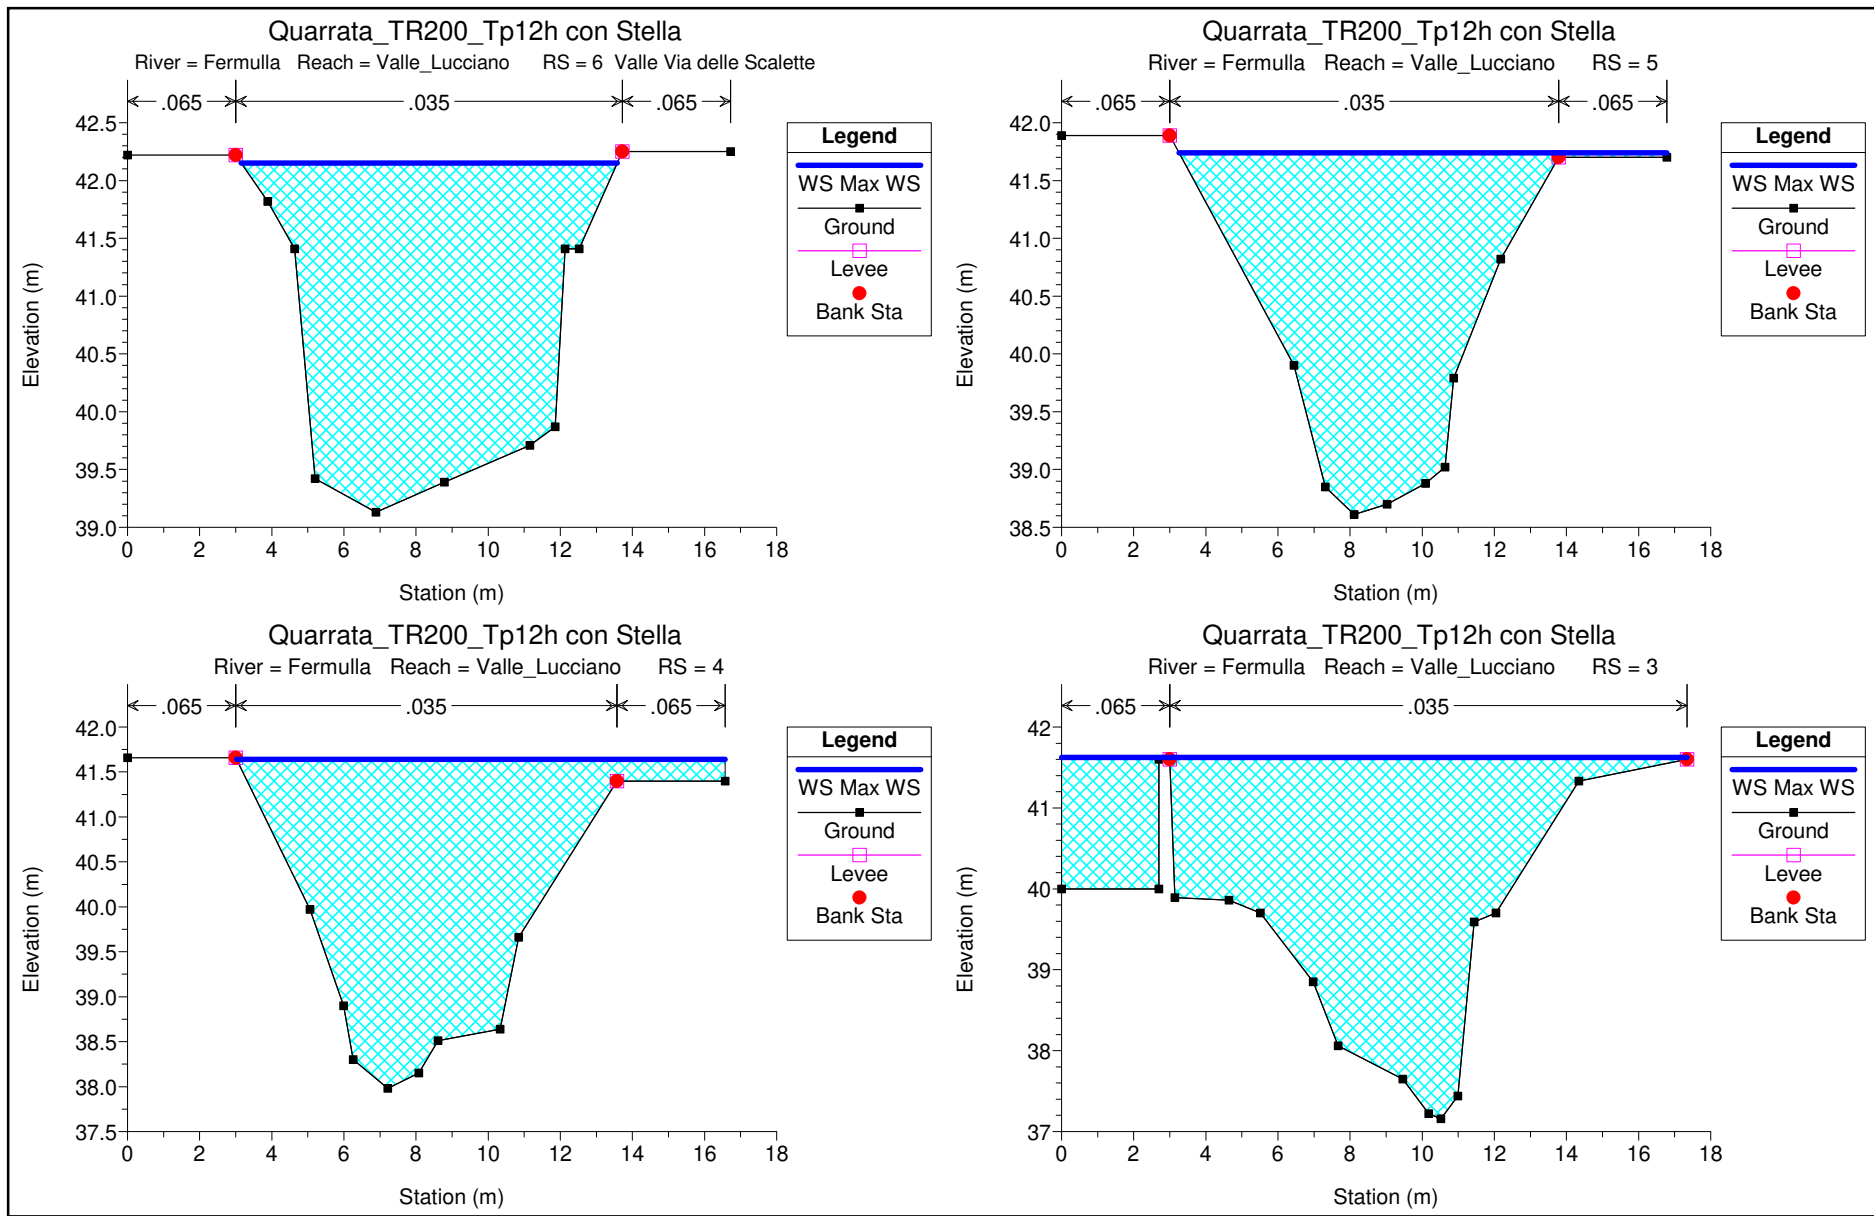 Quarrata_TR200_Tp12h con Stella
River = Fermulla Reach = Valle_Lucciano RS = 6 Valle Via delle Scalette
.065 .035 .065
42.5
42.0
41.5
41.0
40.5
40.0
39.5
39.0
Elevation (m)
0 2 4 6 8 10 12 14 16 18
Station (m)
Legend
WS Max WS
Ground
Levee
Bank Sta
Quarrata_TR200_Tp12h con Stella
River = Fermulla Reach = Valle_Lucciano RS = 5
.065 .035 .065
42.0
41.5
41.0
40.5
40.0
39.5
39.0
38.5
Elevation (m)
0 2 4 6 8 10 12 14 16 18
Station (m)
Legend
WS Max WS
Ground
Levee
Bank Sta
Quarrata_TR200_Tp12h con Stella
River = Fermulla Reach = Valle_Lucciano RS = 4
.065 .035 .065
42.0
41.5
41.0
40.5
40.0
39.5
39.0
38.5
38.0
37.5
Elevation (m)
0 2 4 6 8 10 12 14 16 18
Station (m)
Legend
WS Max WS
Ground
Levee
Bank Sta
Quarrata_TR200_Tp12h con Stella
River = Fermulla Reach = Valle_Lucciano RS = 3
.065 .035
42
41
40
39
38
37
Elevation (m)
0 2 4 6 8 10 12 14 16 18
Station (m)
Legend
WS Max WS
Ground
Levee
Bank Sta